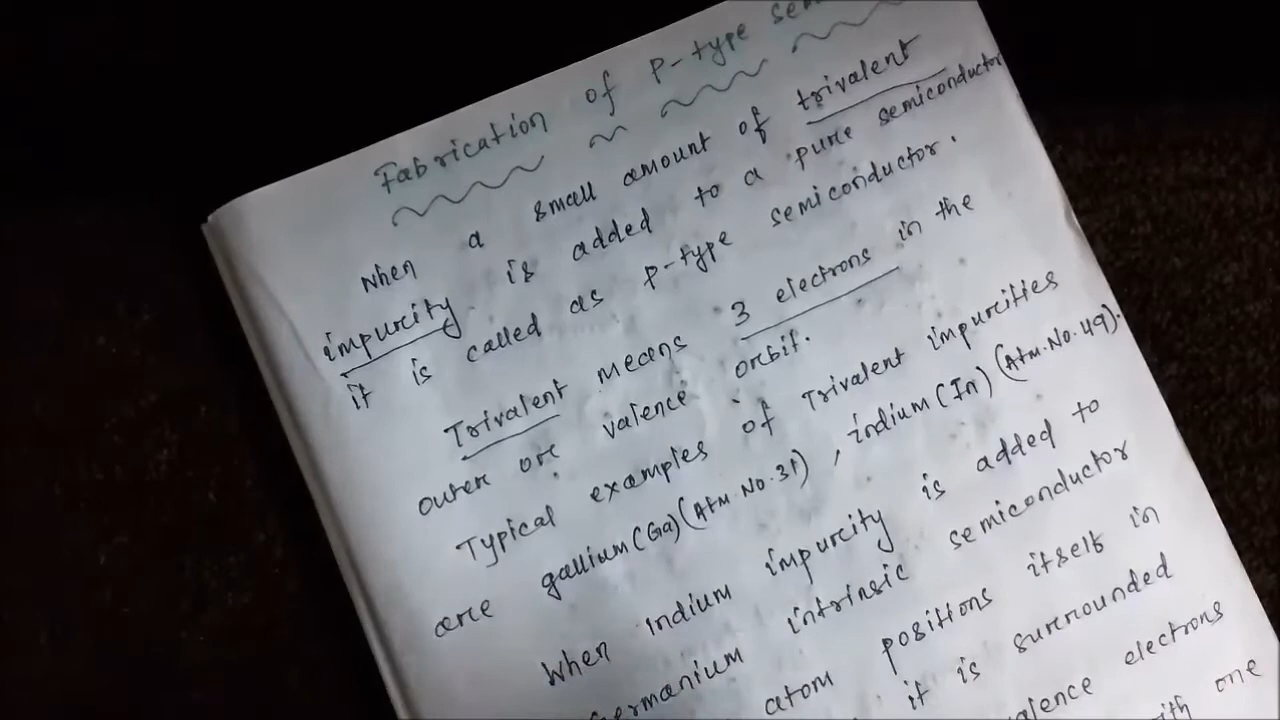 Fabrication of P-type
When a small amount of trivalent
impurity is added to a pure semiconductor
it is called as P-type semiconductor.
Trivalent means 3 electrons in the
outer or valence orbit.
Typical examples of Trivalent impurities
are gallium(Ga)(Atm.No.31), indium(In)(Atm.No.49).
When indium impurity is added to
germanium intrinsic semiconductor
atom positions itself in
it is surrounded
valence electrons
with one